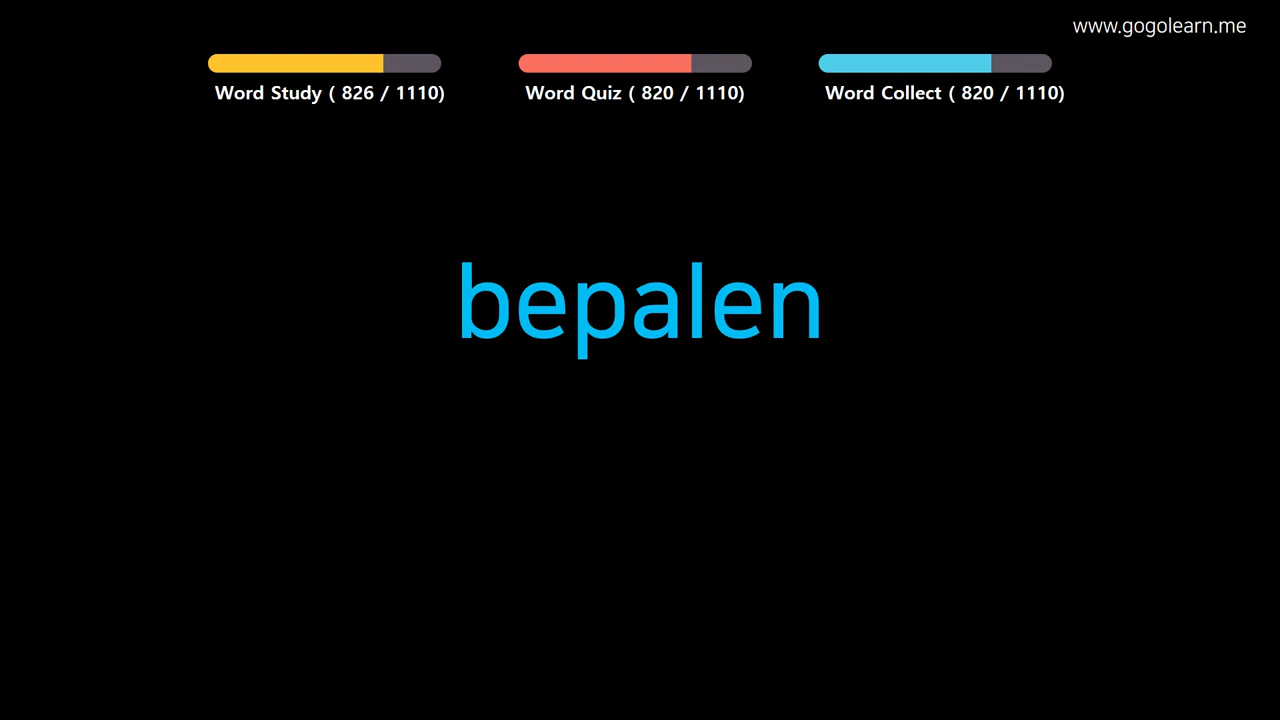 www.gogolearn.me
Word Study ( 826 / 1110)
Word Quiz ( 820 / 1110)
Word Collect ( 820 / 1110)
bepalen